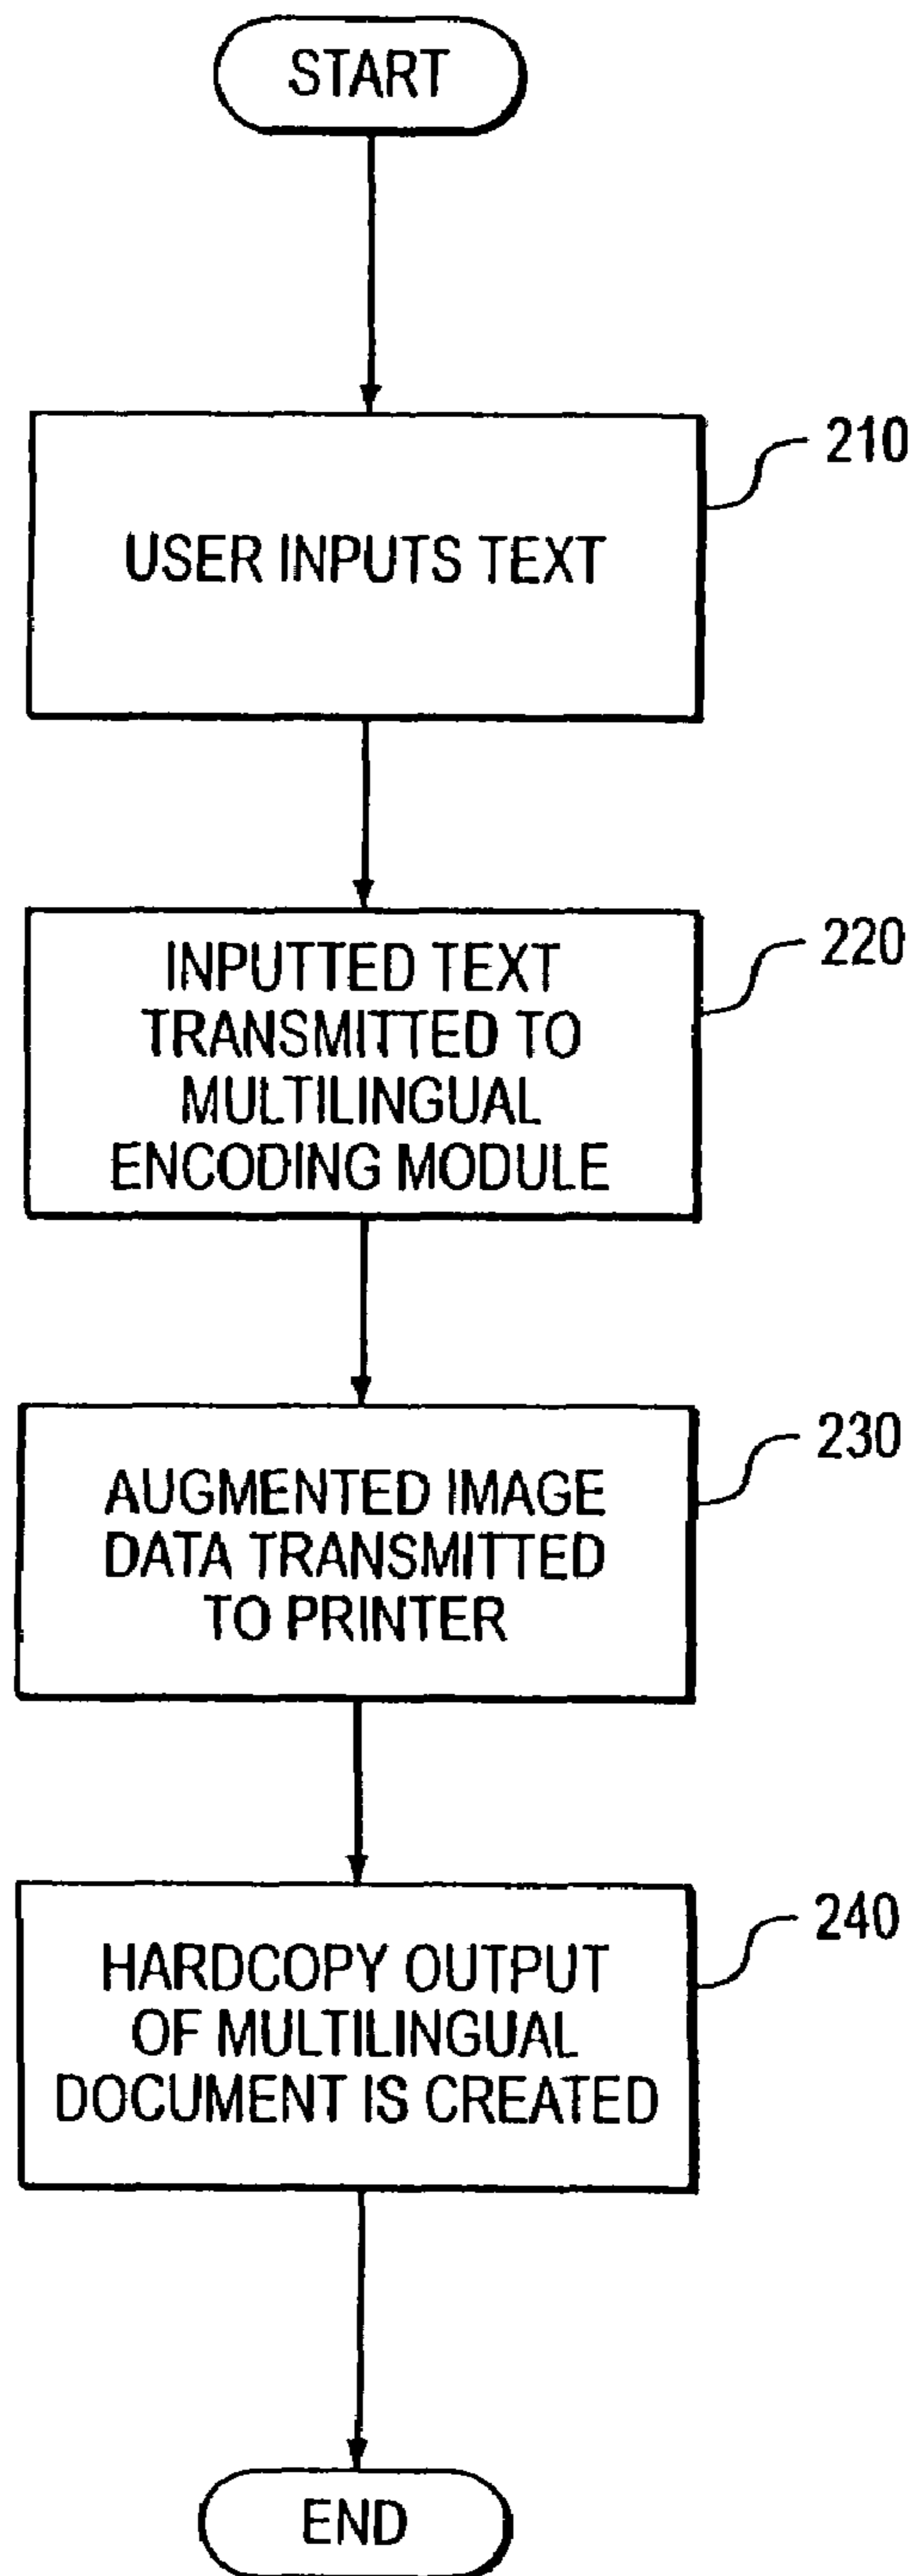 START
210
USER INPUTS TEXT
220
INPUTTED TEXT
TRANSMITTED TO
MULTILINGUAL
ENCODING MODULE
230
AUGMENTED IMAGE
DATA TRANSMITTED
TO PRINTER
240
HARDCOPY OUTPUT
OF MULTILINGUAL
DOCUMENT IS CREATED
END